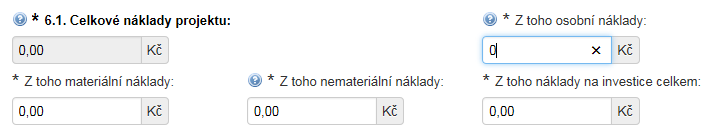 * 6.1. Celkové náklady projektu: * Z toho osobní náklady:
0,00 Kč 0 × Kč
* Z toho materiální náklady: * Z toho nemateriální náklady: * Z toho náklady na investice celkem:
0,00 Kč 0,00 Kč 0,00 Kč